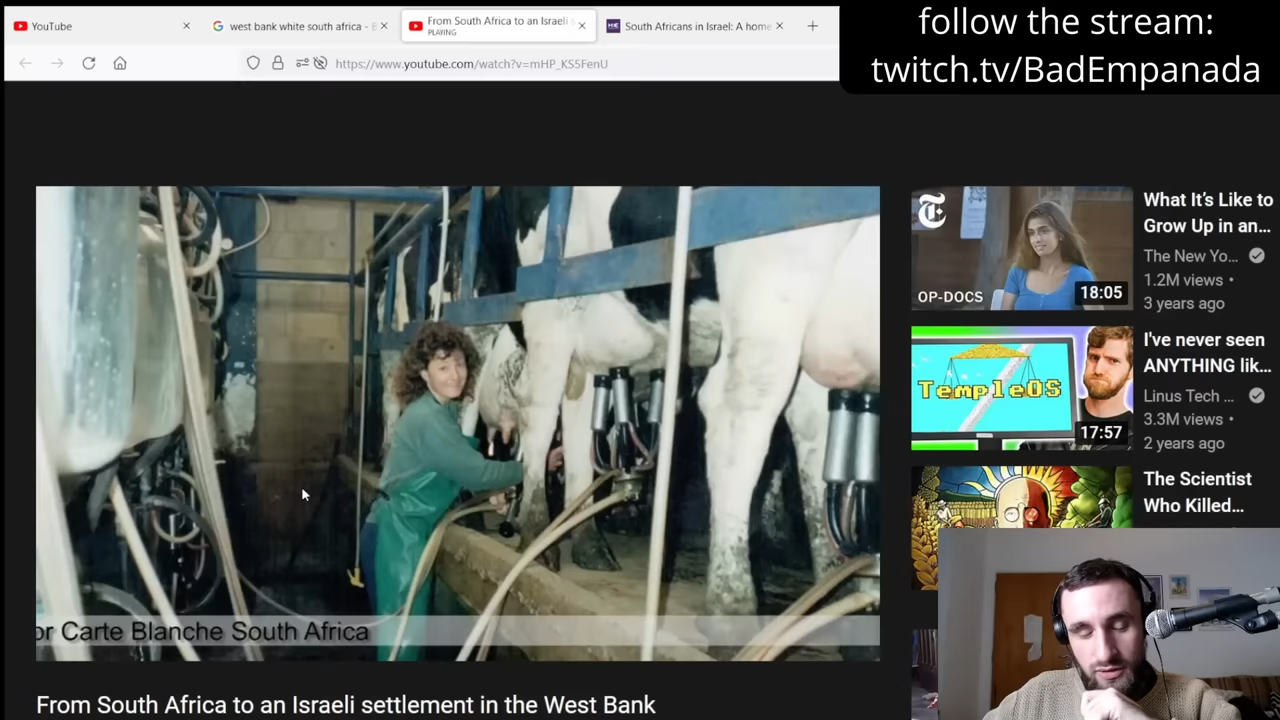 follow the stream:
twitch.tv/BadEmpanada
YouTube
west bank white south africa - B
From South Africa to an Israeli s
PLAYING
South Africans in Israel: A home
https://www.youtube.com/watch?v=mHP_KS5FenU
or Carte Blanche South Africa
From South Africa to an Israeli settlement in the West Bank
OP-DOCS
18:05
What It's Like to
Grow Up in an...
The New Yo...
1.2M views •
3 years ago
TempleOS
17:57
I've never seen
ANYTHING lik...
Linus Tech ...
3.3M views •
2 years ago
The Scientist
Who Killed...